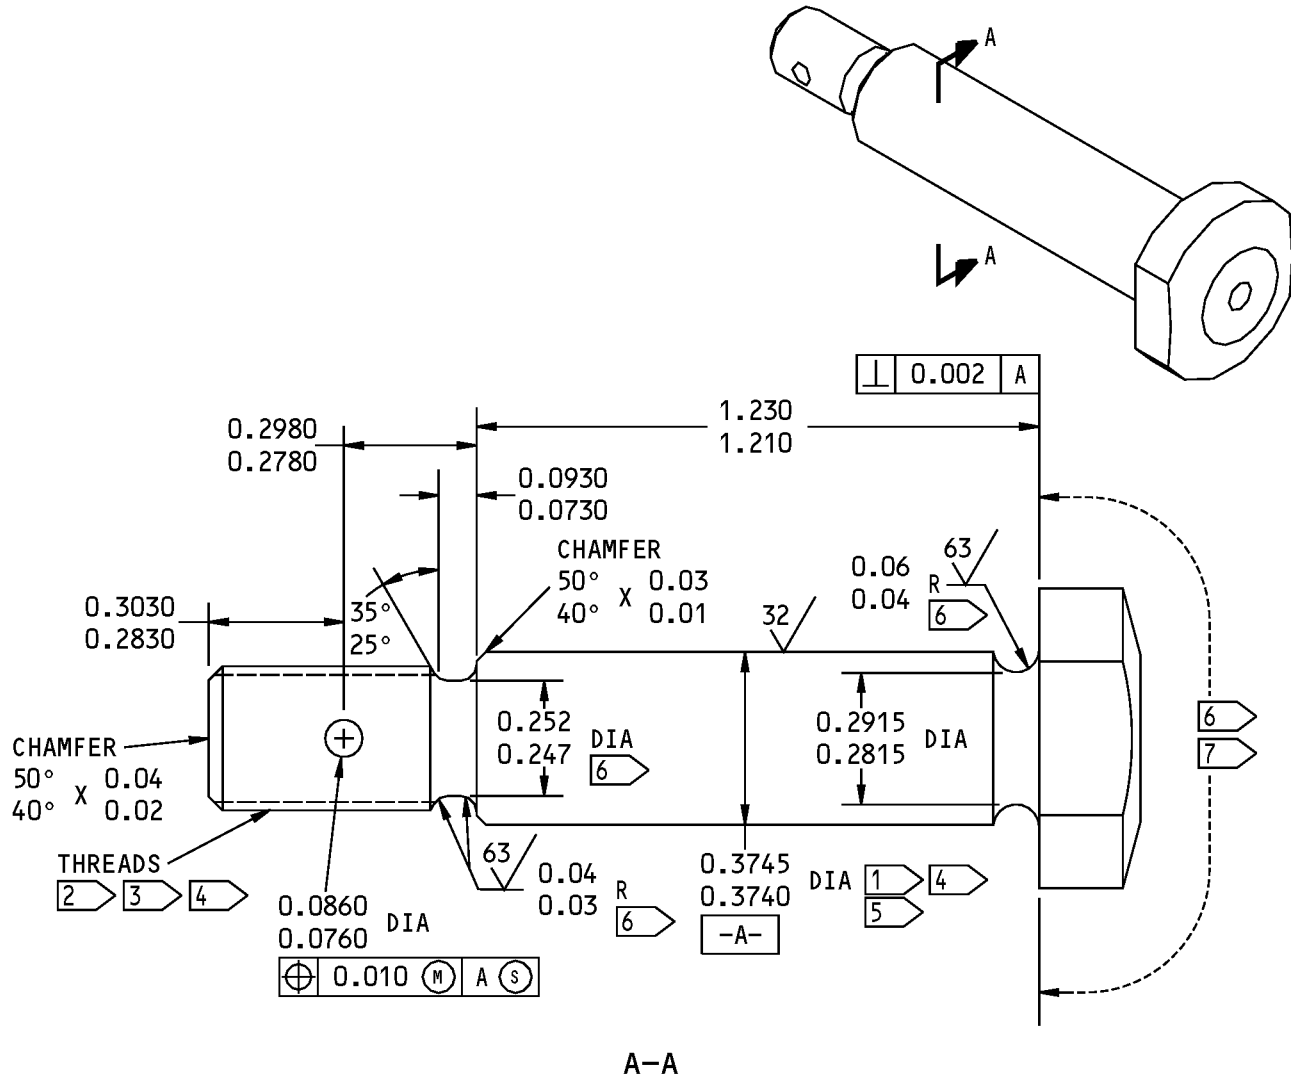 A
A
⊥ 0.002 A
1.230
1.210
0.2980
0.2780
0.0930
0.0730
CHAMFER
50° X 0.03
40° 0.01
63
0.06 R
0.04 6
0.3030
0.2830
35°
25°
32
0.252 DIA
0.247 6
0.2915 DIA
0.2815
6
7
CHAMFER
50° X 0.04
40° 0.02
THREADS
2 3 4
63
0.04 R
0.03 6
0.3745 DIA 1 4
0.3740 5
-A-
0.0860 DIA
0.0760
⌖ 0.010 Ⓜ A Ⓢ
A-A